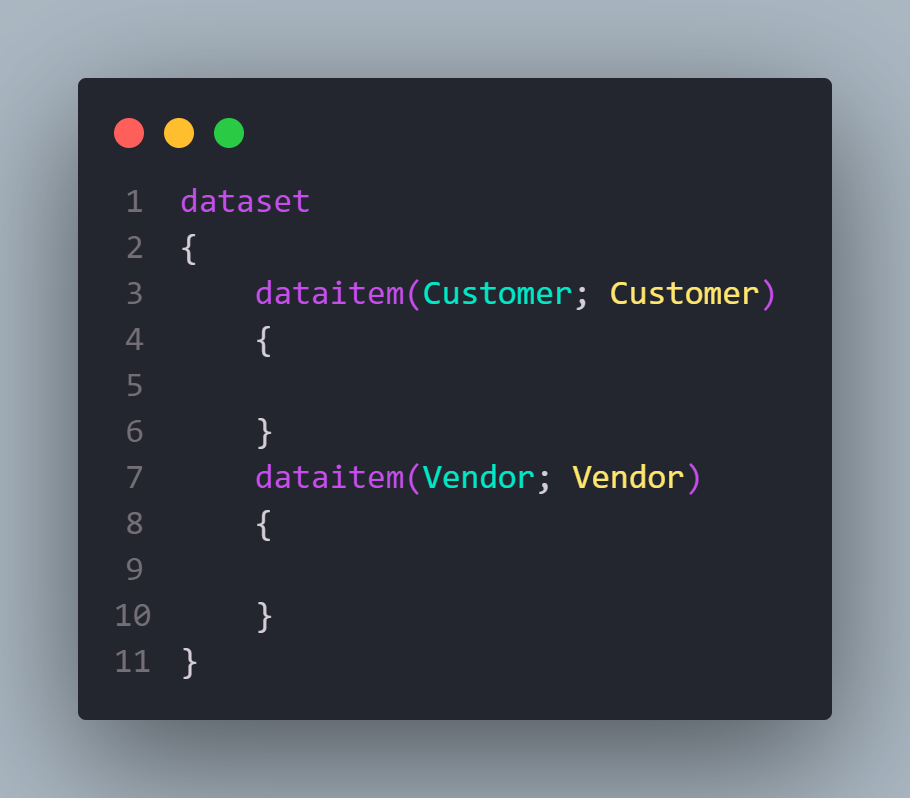 1 dataset
2 {
3     dataitem(Customer; Customer)
4     {
5
6     }
7     dataitem(Vendor; Vendor)
8     {
9
10     }
11 }